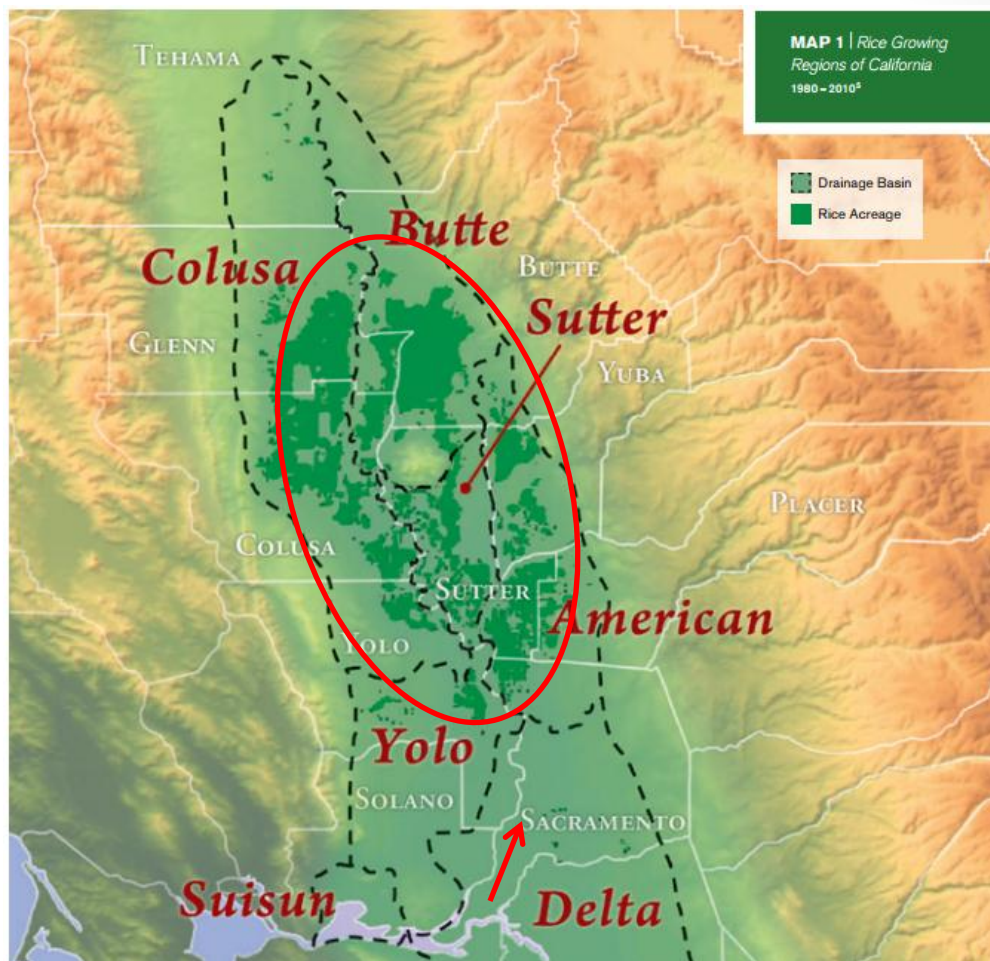 MAP 1 | Rice Growing
Regions of California
1980–2010⁵
TEHAMA
Drainage Basin
Rice Acreage
Butte
Colusa
BUTTE
Sutter
GLENN
YUBA
PLACER
COLUSA
SUTTER
American
YOLO
Yolo
SOLANO
SACRAMENTO
Suisun
Delta